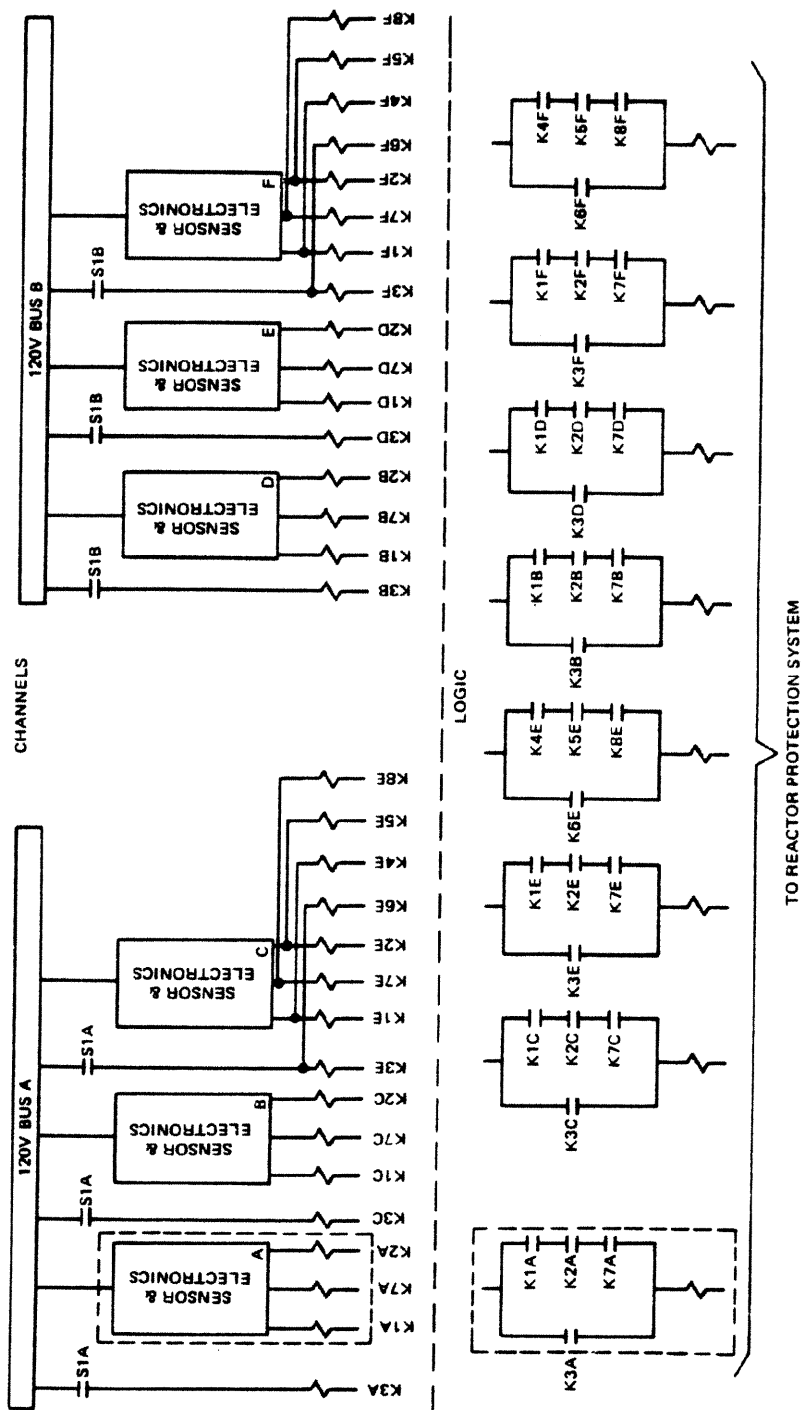 CHANNELS
120V BUS A
120V BUS B
S1A
S1A
S1A
S1B
S1B
S1B
SENSOR &
ELECTRONICS
A
SENSOR &
ELECTRONICS
B
SENSOR &
ELECTRONICS
C
SENSOR &
ELECTRONICS
D
SENSOR &
ELECTRONICS
E
SENSOR &
ELECTRONICS
F
K3A
K1A
K7A
K2A
K3C
K1C
K7C
K2C
K3E
K1E
K7E
K2E
K6E
K4E
K5E
K8E
K3B
K1B
K7B
K2B
K3D
K1D
K7D
K2D
K3F
K1F
K7F
K2F
K6F
K4F
K5F
K8F
LOGIC
K3A
K1A
K2A
K7A
K3C
K1C
K2C
K7C
K3E
K1E
K2E
K7E
K6E
K4E
K5E
K8E
K3B
K1B
K2B
K7B
K3D
K1D
K2D
K7D
K3F
K1F
K2F
K7F
K6F
K4F
K5F
K8F
TO REACTOR PROTECTION SYSTEM